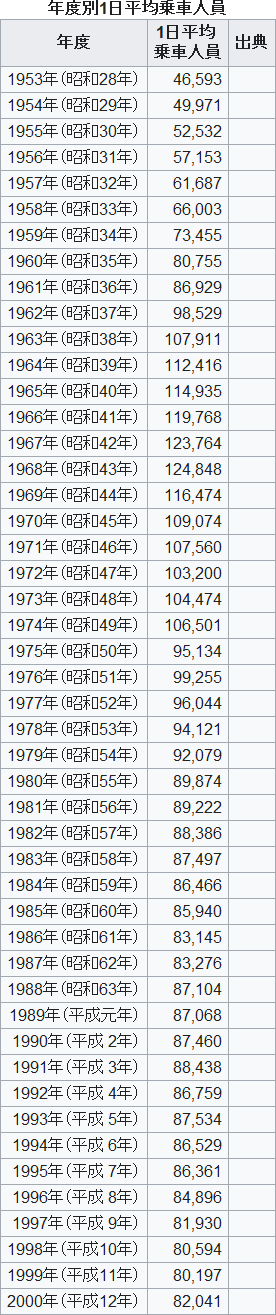 年度別1日平均乗車人員
年度 1日平均乗車人員 出典
1953年(昭和28年) 46,593
1954年(昭和29年) 49,971
1955年(昭和30年) 52,532
1956年(昭和31年) 57,153
1957年(昭和32年) 61,687
1958年(昭和33年) 66,003
1959年(昭和34年) 73,455
1960年(昭和35年) 80,755
1961年(昭和36年) 86,929
1962年(昭和37年) 98,529
1963年(昭和38年) 107,911
1964年(昭和39年) 112,416
1965年(昭和40年) 114,935
1966年(昭和41年) 119,768
1967年(昭和42年) 123,764
1968年(昭和43年) 124,848
1969年(昭和44年) 116,474
1970年(昭和45年) 109,074
1971年(昭和46年) 107,560
1972年(昭和47年) 103,200
1973年(昭和48年) 104,474
1974年(昭和49年) 106,501
1975年(昭和50年) 95,134
1976年(昭和51年) 99,255
1977年(昭和52年) 96,044
1978年(昭和53年) 94,121
1979年(昭和54年) 92,079
1980年(昭和55年) 89,874
1981年(昭和56年) 89,222
1982年(昭和57年) 88,386
1983年(昭和58年) 87,497
1984年(昭和59年) 86,466
1985年(昭和60年) 85,940
1986年(昭和61年) 83,145
1987年(昭和62年) 83,276
1988年(昭和63年) 87,104
1989年(平成元年) 87,068
1990年(平成 2年) 87,460
1991年(平成 3年) 88,438
1992年(平成 4年) 86,759
1993年(平成 5年) 87,534
1994年(平成 6年) 86,529
1995年(平成 7年) 86,361
1996年(平成 8年) 84,896
1997年(平成 9年) 81,930
1998年(平成10年) 80,594
1999年(平成11年) 80,197
2000年(平成12年) 82,041